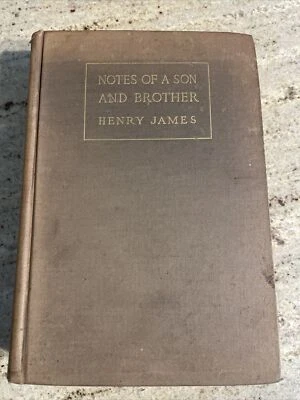 NOTES OF A SON
AND BROTHER
HENRY JAMES